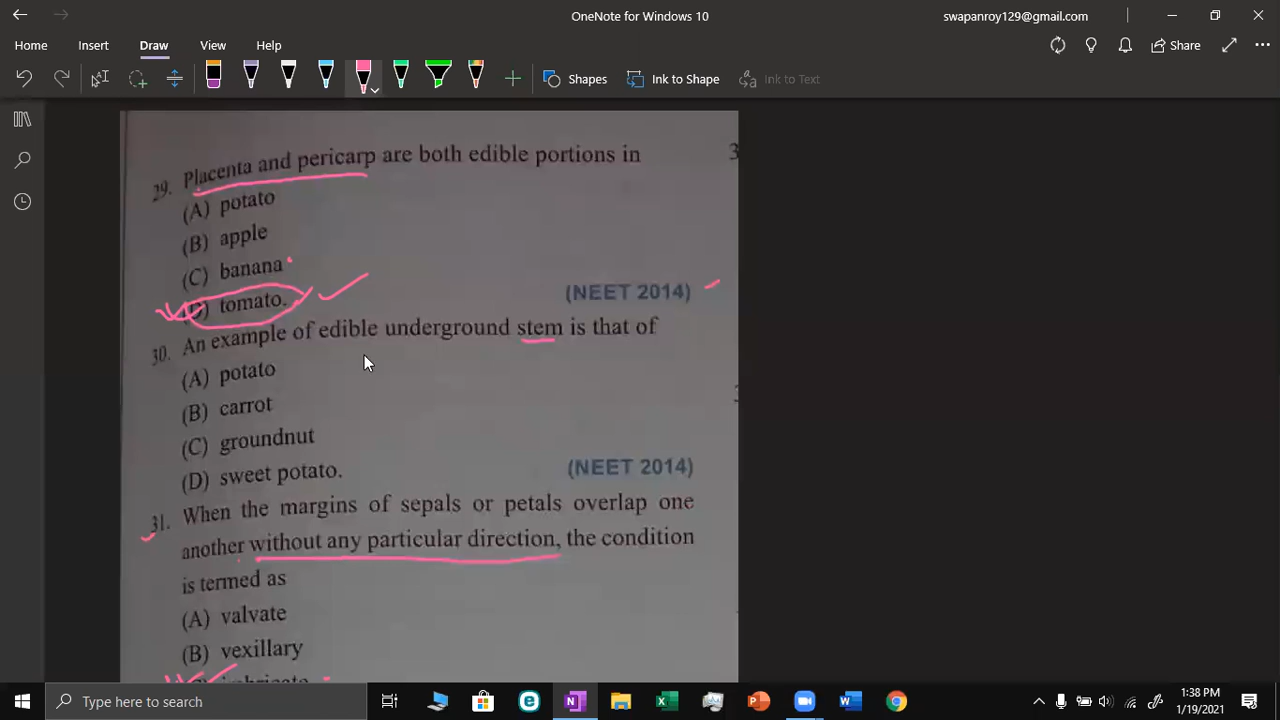 OneNote for Windows 10
swapanroy129@gmail.com
Home Insert Draw View Help
Share
Shapes Ink to Shape Ink to Text
29. Placenta and pericarp are both edible portions in
(A) potato
(B) apple
(C) banana
(D) tomato.
(NEET 2014)
30. An example of edible underground stem is that of
(A) potato
(B) carrot
(C) groundnut
(D) sweet potato.
(NEET 2014)
31. When the margins of sepals or petals overlap one
another without any particular direction, the condition
is termed as
(A) valvate
(B) vexillary
3
Type here to search
1:38 PM
1/19/2021